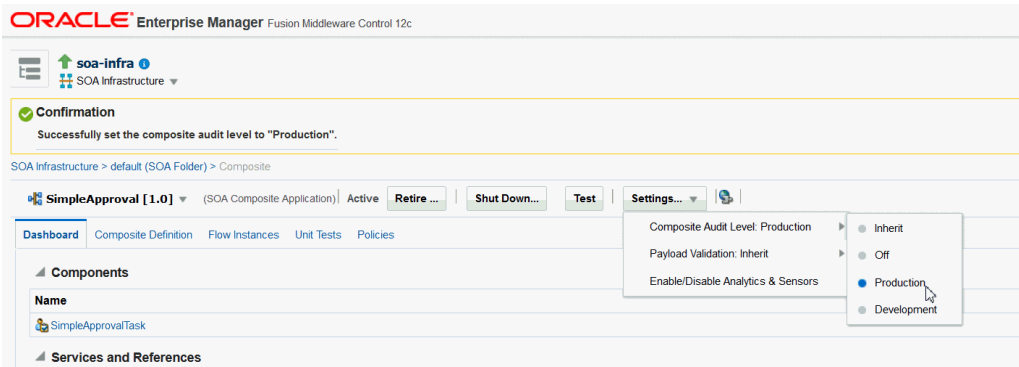 ORACLE Enterprise Manager Fusion Middleware Control 12c
soa-infra
SOA Infrastructure
Confirmation
Successfully set the composite audit level to "Production".
SOA Infrastructure > default (SOA Folder) > Composite
SimpleApproval [1.0] (SOA Composite Application) Active Retire ... Shut Down... Test Settings...
Dashboard Composite Definition Flow Instances Unit Tests Policies
Composite Audit Level: Production
Payload Validation: Inherit
Enable/Disable Analytics & Sensors
Inherit
Off
Production
Development
Components
Name
SimpleApprovalTask
Services and References